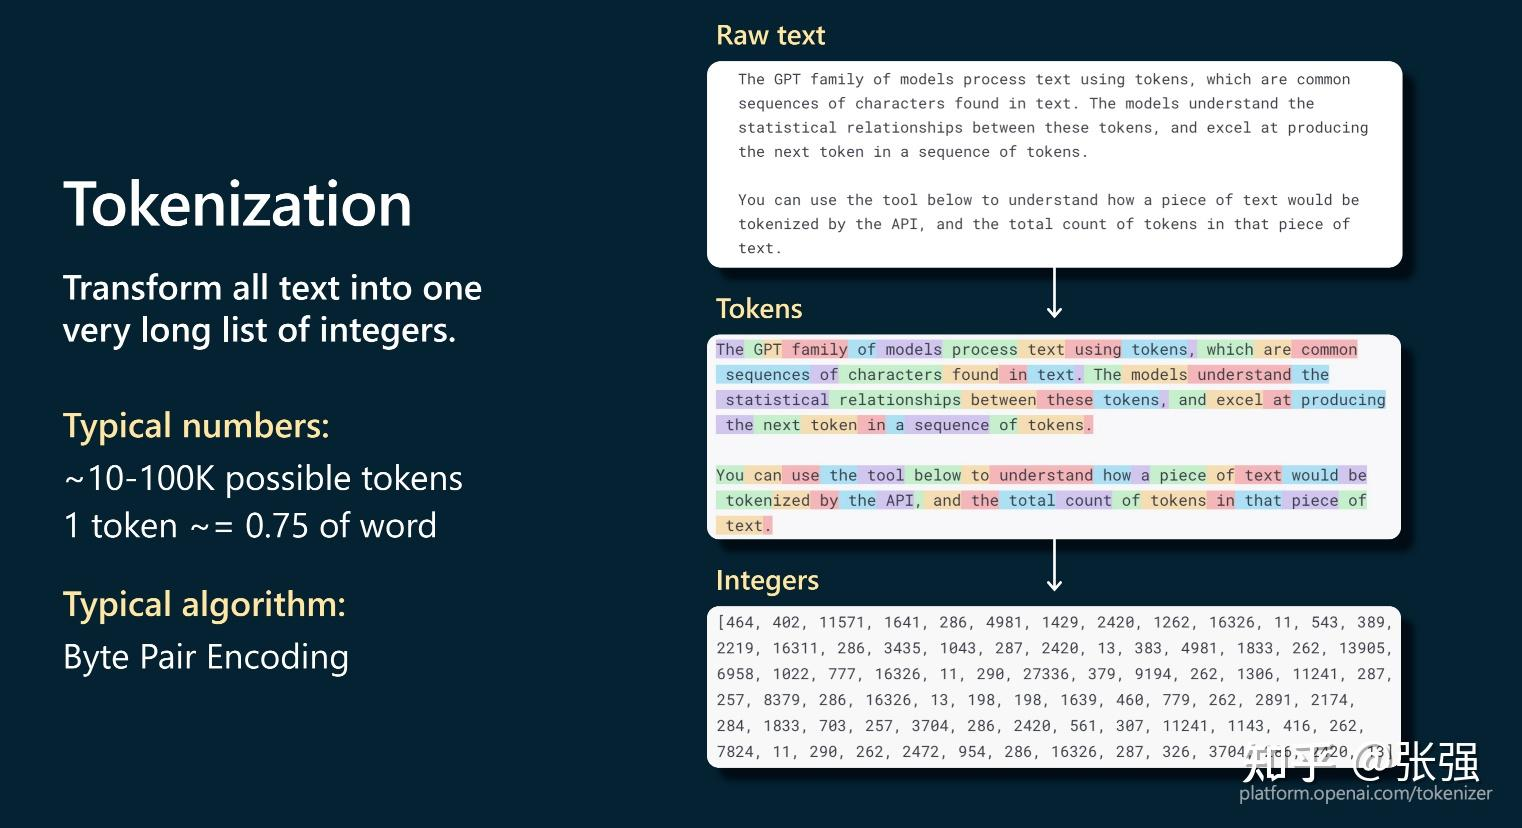 Tokenization
Transform all text into one
very long list of integers.
Typical numbers:
~10-100K possible tokens
1 token ~= 0.75 of word
Typical algorithm:
Byte Pair Encoding
Raw text
The GPT family of models process text using tokens, which are common
sequences of characters found in text. The models understand the
statistical relationships between these tokens, and excel at producing
the next token in a sequence of tokens.
You can use the tool below to understand how a piece of text would be
tokenized by the API, and the total count of tokens in that piece of
text.
Tokens
The GPT family of models process text using tokens, which are common
sequences of characters found in text. The models understand the
statistical relationships between these tokens, and excel at producing
the next token in a sequence of tokens.
You can use the tool below to understand how a piece of text would be
tokenized by the API, and the total count of tokens in that piece of
text.
Integers
[464, 402, 11571, 1641, 286, 4981, 1429, 2420, 1262, 16326, 11, 543, 389,
2219, 16311, 286, 3435, 1043, 287, 2420, 13, 383, 4981, 1833, 262, 13905,
6958, 1022, 777, 16326, 11, 290, 27336, 379, 9194, 262, 1306, 11241, 287,
257, 8379, 286, 16326, 13, 198, 198, 1639, 460, 779, 262, 2891, 2174,
284, 1833, 703, 257, 3704, 286, 2420, 561, 307, 11241, 1143, 416, 262,
7824, 11, 290, 262, 2472, 954, 286, 16326, 287, 326, 3704, 2420, 13]
知乎 @张强
platform.openai.com/tokenizer